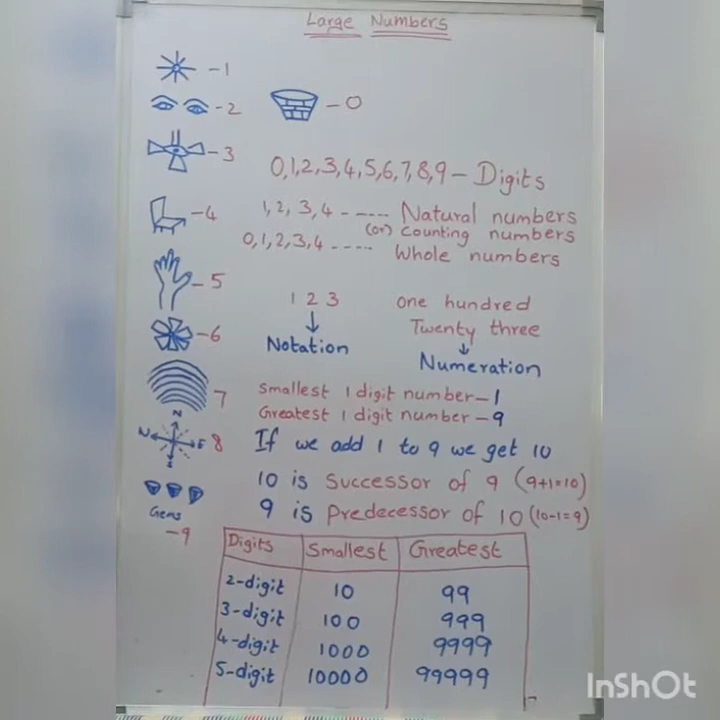 Large Numbers
-1
-2
-0
-3
0,1,2,3,4,5,6,7,8,9 - Digits
-4
1, 2, 3, 4 ----- Natural numbers
(or) counting numbers
0,1,2,3,4 ----- Whole numbers
-5
1 2 3 one hundred
Twenty three
-6
Notation
Numeration
7
Smallest 1 digit number - 1
Greatest 1 digit number - 9
N
E
S
8
If we add 1 to 9 we get 10
10 is Successor of 9 (9+1=10)
Gems
-9
9 is Predecessor of 10 (10-1=9)
Digits Smallest Greatest
2-digit 10 99
3-digit 100 999
4-digit 1000 9999
5-digit 10000 99999
InShOt